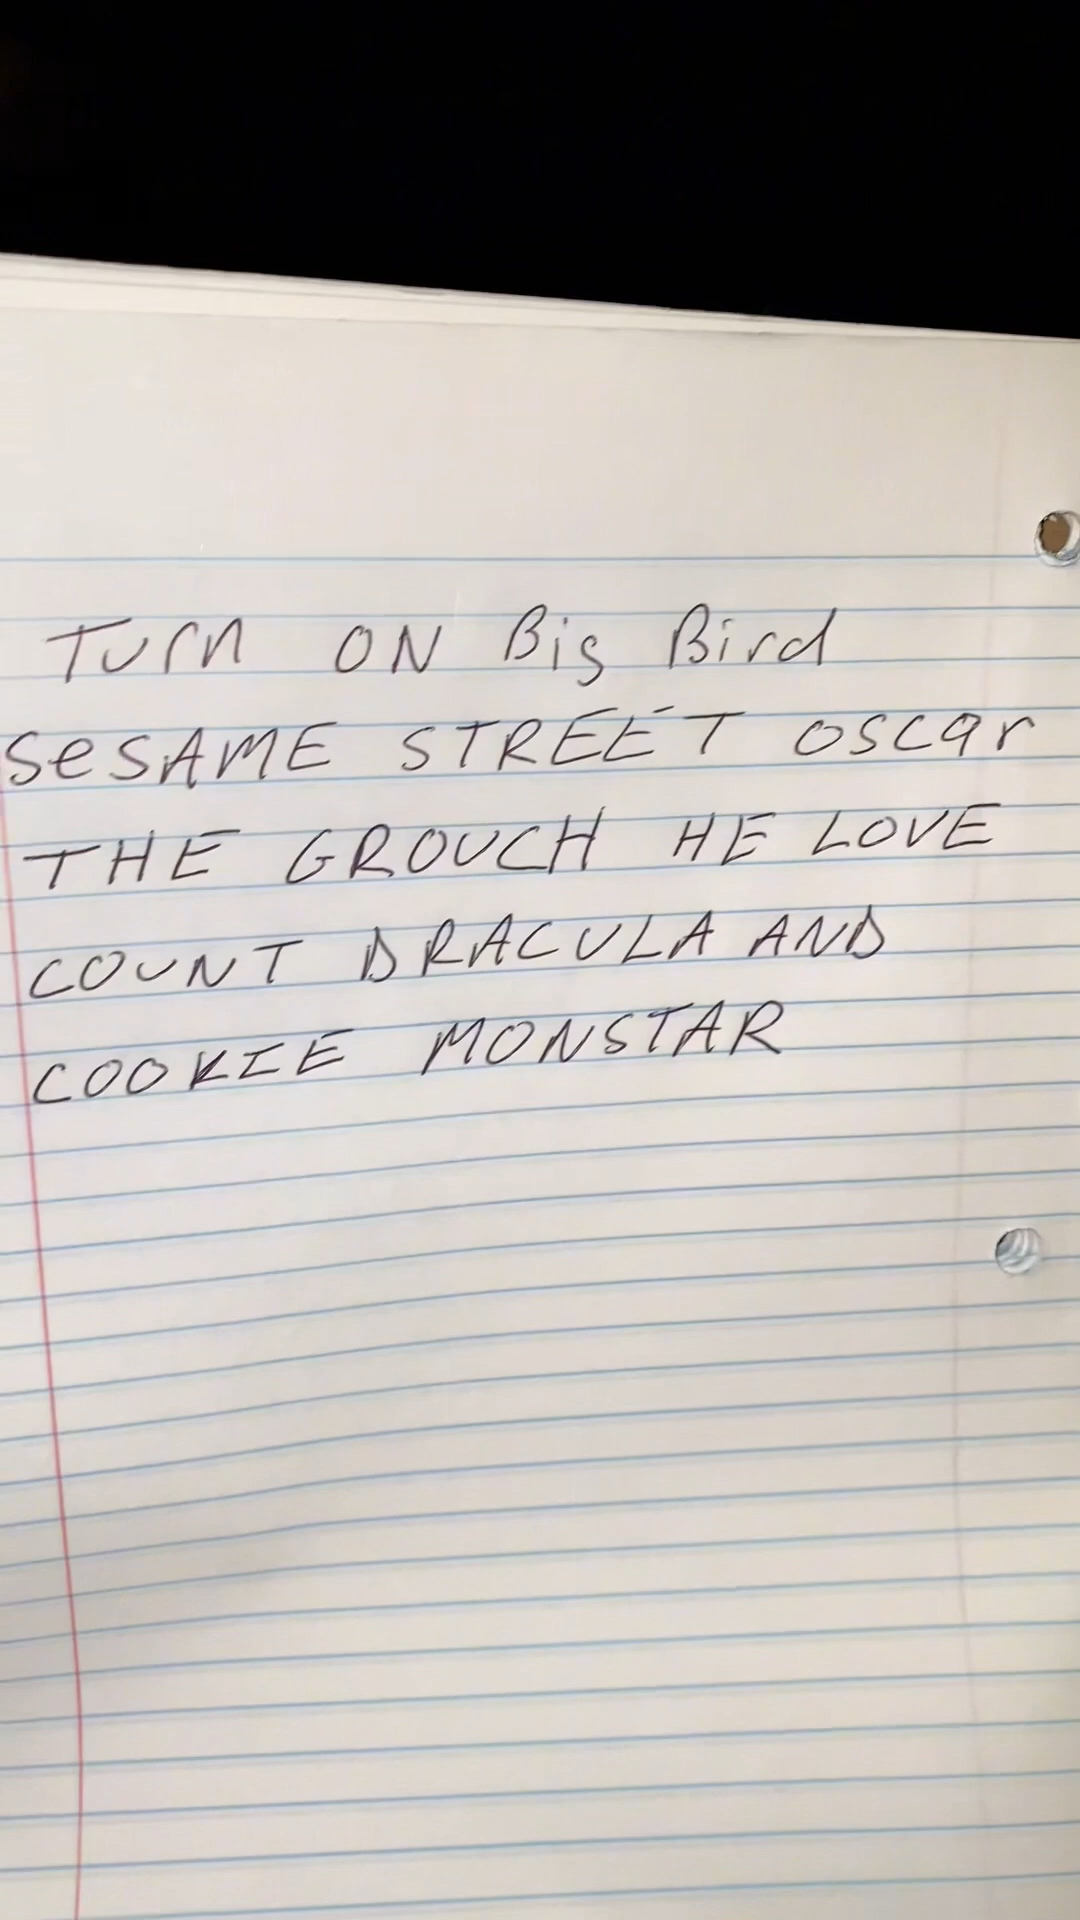 Turn ON Big Bird
SeSAME STREET oscar
THE GROUCH HE LOVE
COUNT DRACULA AND
COOKIE MONSTAR